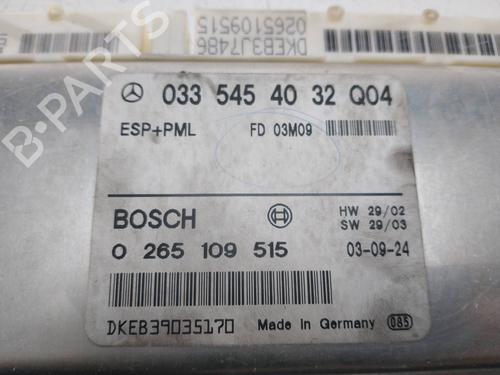 DKEB3J7486
0265109515
033 545 40 32 Q04
ESP+PML FD 03M09
BOSCH HW 29/02
SW 29/03
0 265 109 515 03-09-24
DKEB39035170 Made in Germany 085